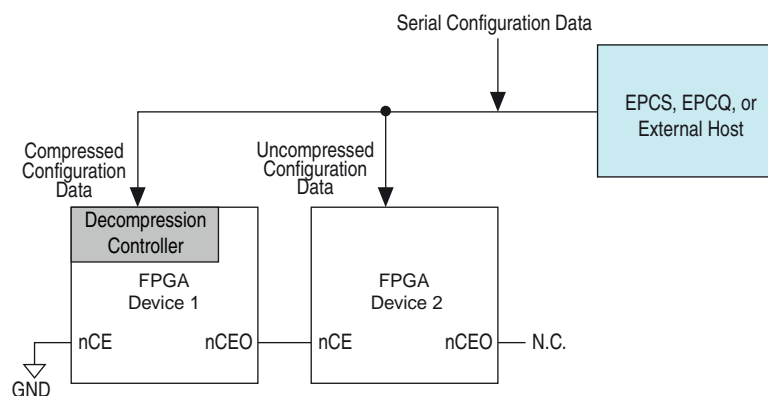 Serial Configuration Data
EPCS, EPCQ, or
External Host
Compressed
Configuration
Data
Uncompressed
Configuration
Data
Decompression
Controller
FPGA
Device 1
FPGA
Device 2
nCE
nCEO
nCE
nCEO
N.C.
GND